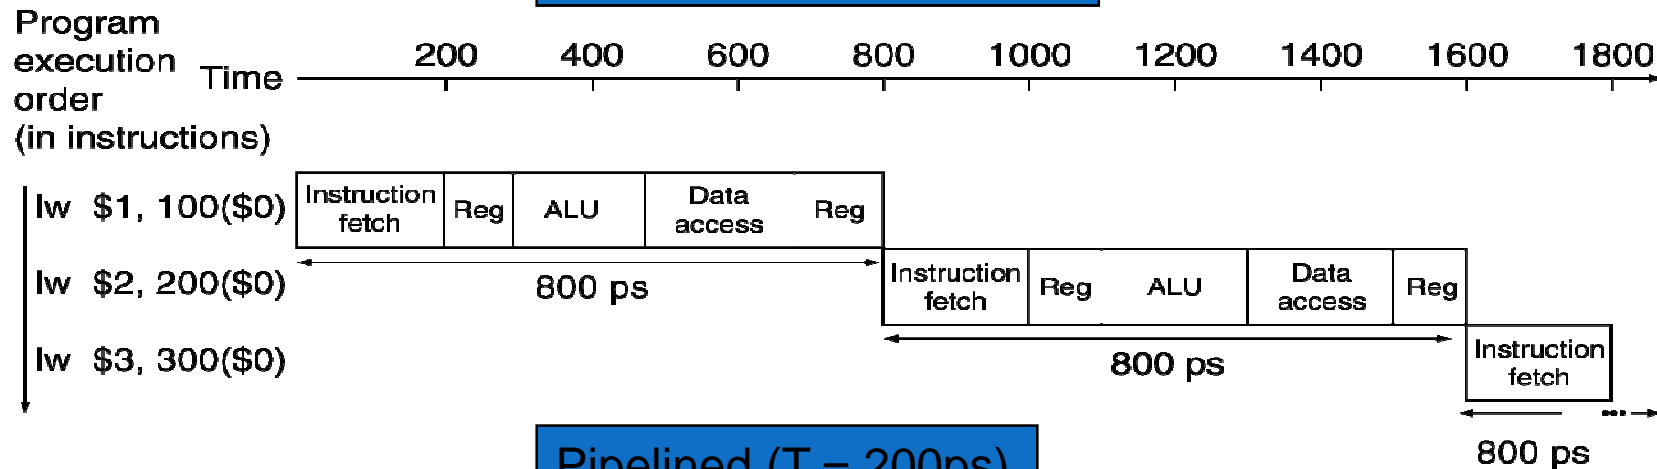 Program
execution
order
(in instructions)
Time
200 400 600 800 1000 1200 1400 1600 1800
lw $1, 100($0)
Instruction
fetch
Reg
ALU
Data
access
Reg
800 ps
lw $2, 200($0)
Instruction
fetch
Reg
ALU
Data
access
Reg
800 ps
lw $3, 300($0)
Instruction
fetch
...
800 ps
Pipelined (T = 200ps)